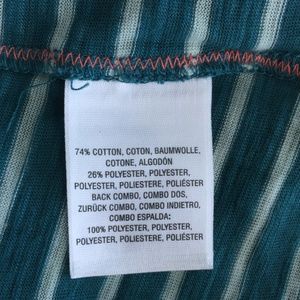 74% COTTON, COTON, BAUMWOLLE,
COTONE, ALGODÓN
26% POLYESTER, POLYESTER,
POLYESTER, POLIESTERE, POLIÉSTER
BACK COMBO, COMBO DOS,
ZURÜCK COMBO, COMBO INDIETRO,
COMBO ESPALDA:
100% POLYESTER, POLYESTER,
POLYESTER, POLIESTERE, POLIÉSTER